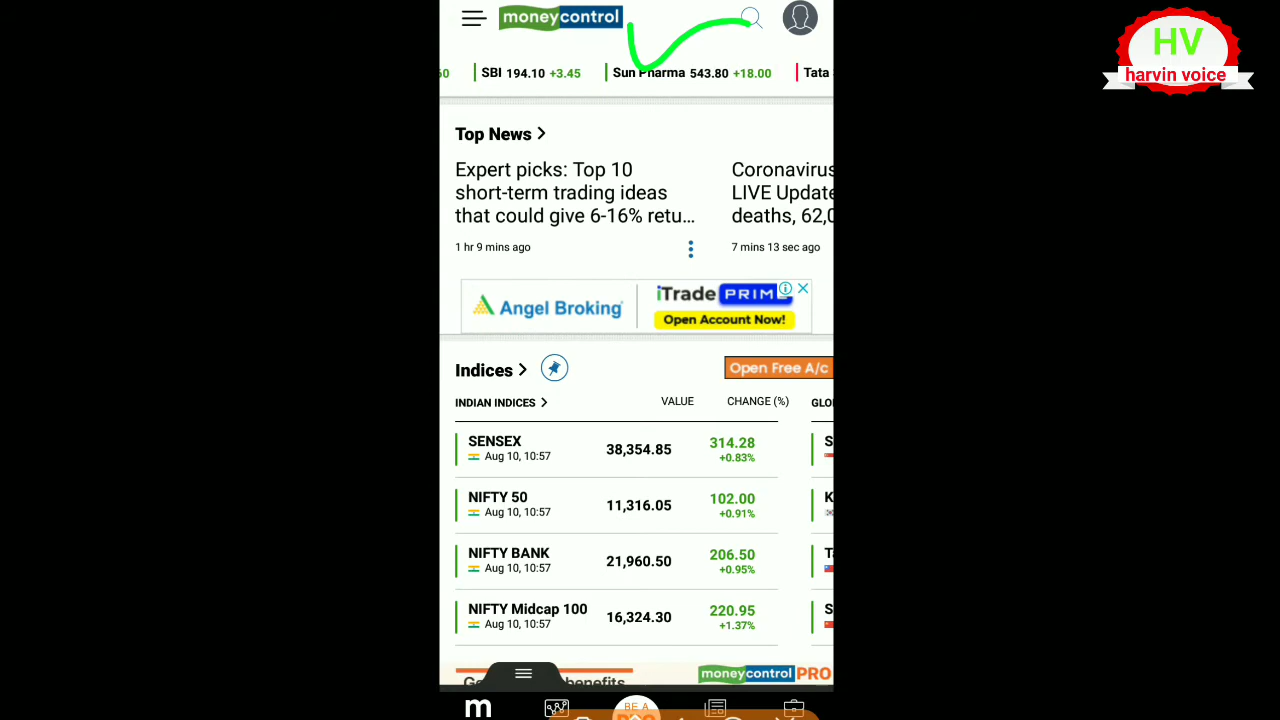 moneycontrol
HV
harvin voice
SBI 194.10 +3.45 Sun Pharma 543.80 +18.00 Tata
Top News >
Expert picks: Top 10
short-term trading ideas
that could give 6-16% retu...
1 hr 9 mins ago
Coronavirus
LIVE Update
deaths, 62,0
7 mins 13 sec ago
Angel Broking
iTrade PRIME
Open Account Now!
Indices >
Open Free A/c
INDIAN INDICES > VALUE CHANGE (%) GLO
SENSEX 38,354.85 314.28
Aug 10, 10:57 +0.83%
NIFTY 50 11,316.05 102.00
Aug 10, 10:57 +0.91%
NIFTY BANK 21,960.50 206.50
Aug 10, 10:57 +0.95%
NIFTY Midcap 100 16,324.30 220.95
Aug 10, 10:57 +1.37%
moneycontrol PRO
benefits
m
BE A